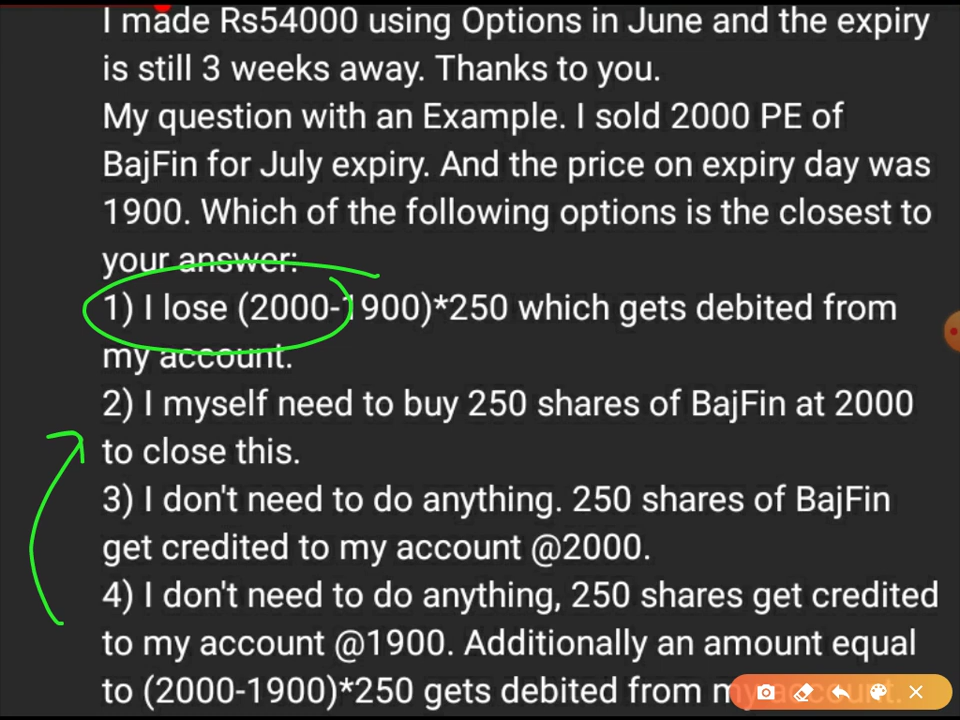 I made Rs54000 using Options in June and the expiry
is still 3 weeks away. Thanks to you.
My question with an Example. I sold 2000 PE of
BajFin for July expiry. And the price on expiry day was
1900. Which of the following options is the closest to
your answer:
1) I lose (2000-1900)*250 which gets debited from
my account.
2) I myself need to buy 250 shares of BajFin at 2000
to close this.
3) I don't need to do anything. 250 shares of BajFin
get credited to my account @2000.
4) I don't need to do anything, 250 shares get credited
to my account @1900. Additionally an amount equal
to (2000-1900)*250 gets debited from my account.